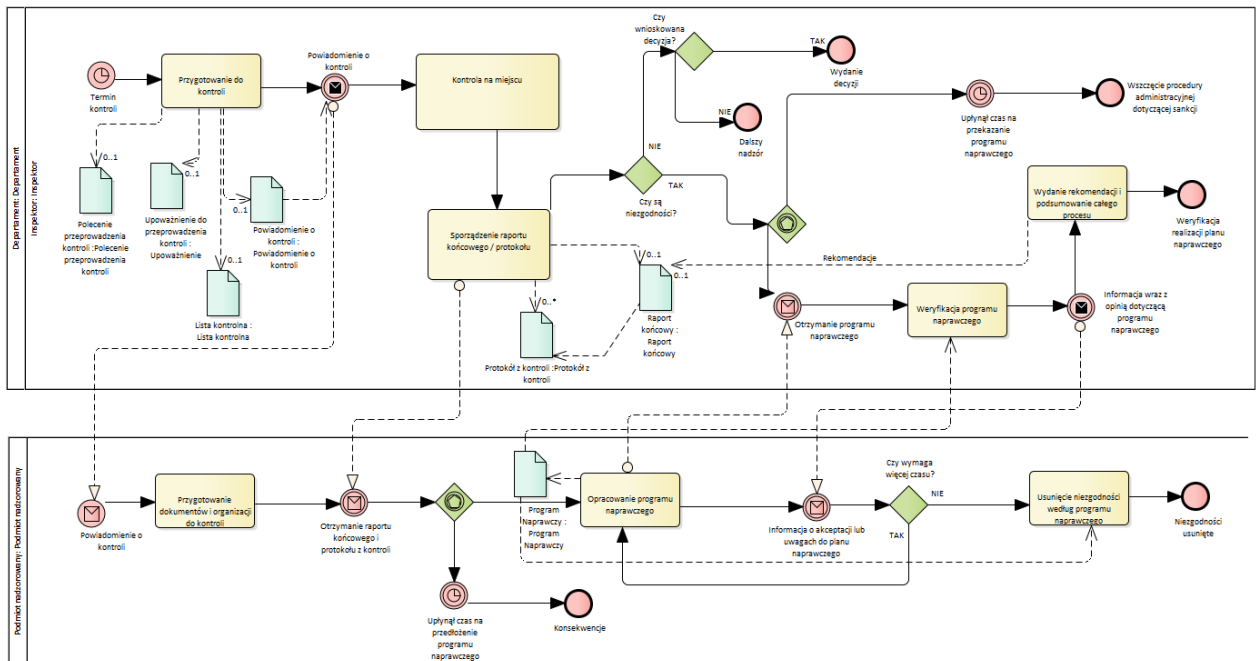 Departament: Departament
Inspektor: Inspektor
Termin
kontroli
Przygotowanie do
kontroli
Powiadomienie o
kontroli
Kontrola na miejscu
Czy
wnioskowana
decyzja?
TAK
Wydanie
decyzji
NIE
Dalszy
nadzór
Upłynął czas na
przekazanie
programu
naprawczego
Wszczęcie procedury
administracyjnej
dotyczącej sankcji
0..1
Polecenie
przeprowadzenia
kontroli :Polecenie
przeprowadzenia
kontroli
0..1
Upoważnienie do
przeprowadzenia
kontroli :
Upoważnienie
0..1
Powiadomienie o
kontroli :
Powiadomienie o
kontroli
0..1
Lista kontrolna :
Lista kontrolna
NIE
TAK
Czy są
niezgodności?
Sporządzenie raportu
końcowego / protokołu
0..1
0..1
Raport
końcowy :
Raport
końcowy
0..*
Protokół z kontroli :Protokół z
kontroli
Rekomendacje
Wydanie rekomendacji i
podsumowanie całego
procesu
Weryfikacja
realizacji planu
naprawczego
Otrzymanie programu
naprawczego
Weryfikacja programu
naprawczego
Informacja wraz z
opinią dotyczącą
programu
naprawczego
Podmiot nadzorowany: Podmiot nadzorowany
Powiadomienie o
kontroli
Przygotowanie
dokumentów i organizacji
do kontroli
Otrzymanie raportu
końcowego i
protokołu z kontroli
Program
Naprawczy :
Program
Naprawczy
Opracowanie programu
naprawczego
Informacja o akceptacji lub
uwagach do planu
naprawczego
Czy wymaga
więcej czasu?
NIE
TAK
Usunięcie niezgodności
według programu
naprawczego
Niezgodności
usunięte
Upłynął czas na
przedłożenie
programu
naprawczego
Konsekwencje